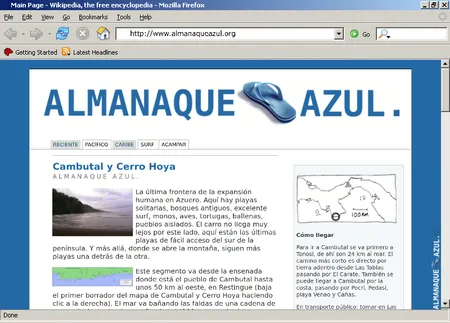 Main Page - Wikipedia, the free encyclopedia - Mozilla Firefox
File Edit View Go Bookmarks Tools Help
http://www.almanaqueazul.org Go
Getting Started Latest Headlines
ALMANAQUE AZUL.
RECIENTE PACIFICO CARIBE SURF ACAMPAR
Cambutal y Cerro Hoya
ALMANAQUE AZUL.
La última frontera de la expansión
humana en Azuero. Aquí hay playas
solitarias, bosques antiguos, excelente
surf, monos, aves, tortugas, ballenas,
pueblos aislados. El carro no lloga muy
lejos por este lado, aquí están las últimas
playas de fácil acceso del sur de la
península. Y más allá, donde se abre la montaña, siguen más
playas una detrás de la otra.
Este segmento va desde la ensenada
donde está el pueblo de Cambutal hasta
unos 50 km al oeste, en Restingue (baja
el primer borrador del mapa de Cambutal y Cerro Hoya haciendo
clic a la derecha). El mar va bañando las faldas de una cadena de
100 KM
Cómo llegar
Para ir a Cambutal se va primero a
Tonosí, de ahí son 24 km al mar. El
camino más corto es directo por
tierra adentro desde Las Tablas
pasando por El Cárate. También se
puede llegar a Cambutal por la
costa, pasando por Pocrí, Pedasí,
playa Venao y Cañas.
En transporte público: tomar en Las
ALMANAQUE AZUL
Done